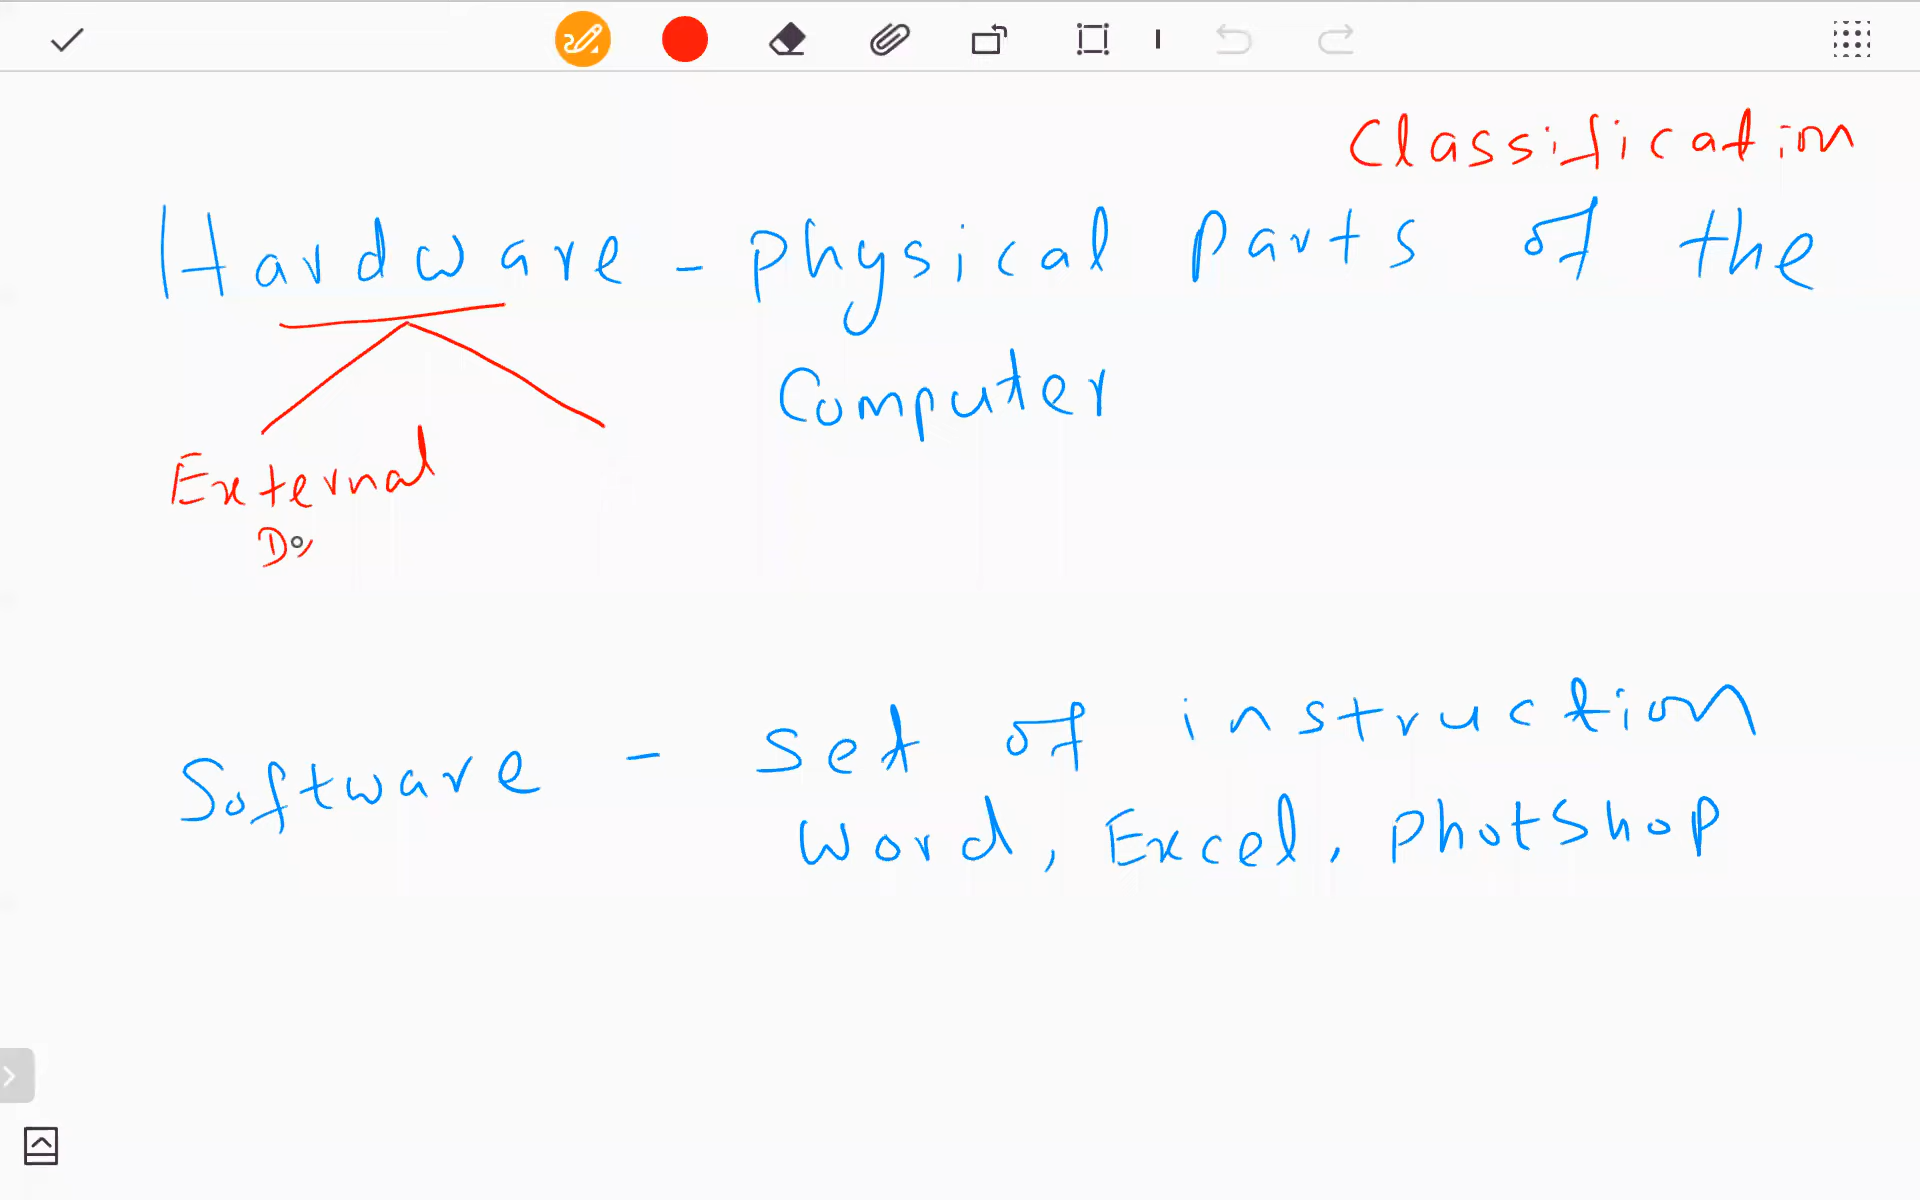 Classification
Hardware - Physical Parts of the
Computer
External
Software - Set of instruction
Word, Excel, PhotShop